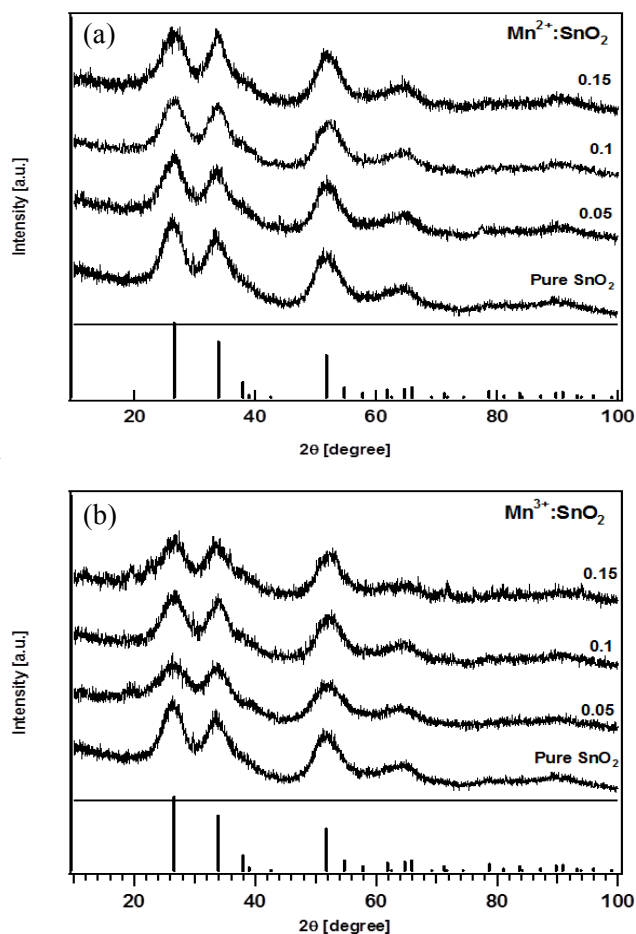 (a)
Mn²⁺:SnO₂
0.15
0.1
0.05
Pure SnO₂
Intensity [a.u.]
20 40 60 80 100
2θ [degree]
(b)
Mn³⁺:SnO₂
0.15
0.1
0.05
Pure SnO₂
Intensity [a.u.]
20 40 60 80 100
2θ [degree]